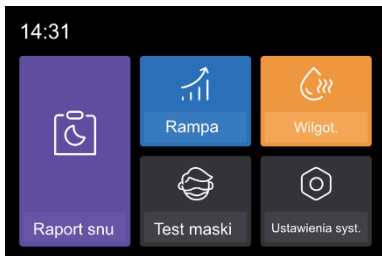 14:31
Rampa
Wilgot.
Raport snu
Test maski
Ustawienia syst.